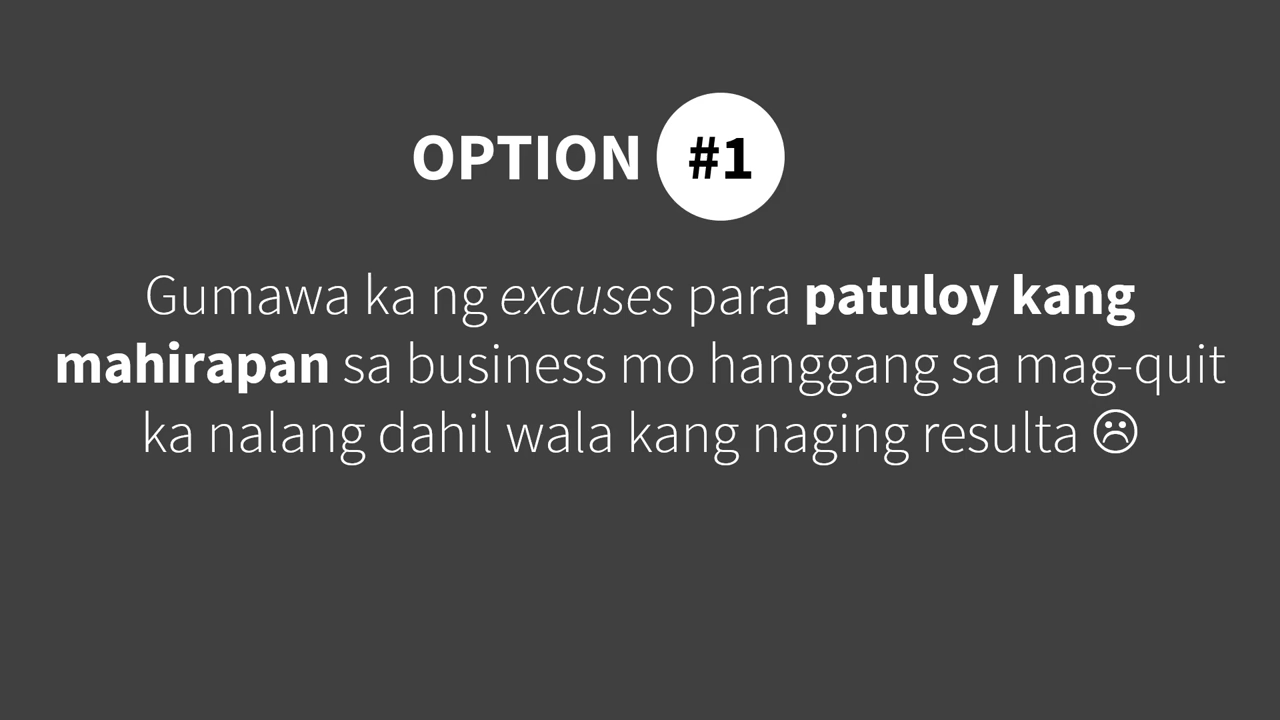 OPTION #1
Gumawa ka ng excuses para patuloy kang
mahirapan sa business mo hanggang sa mag-quit
ka nalang dahil wala kang naging resulta ☹